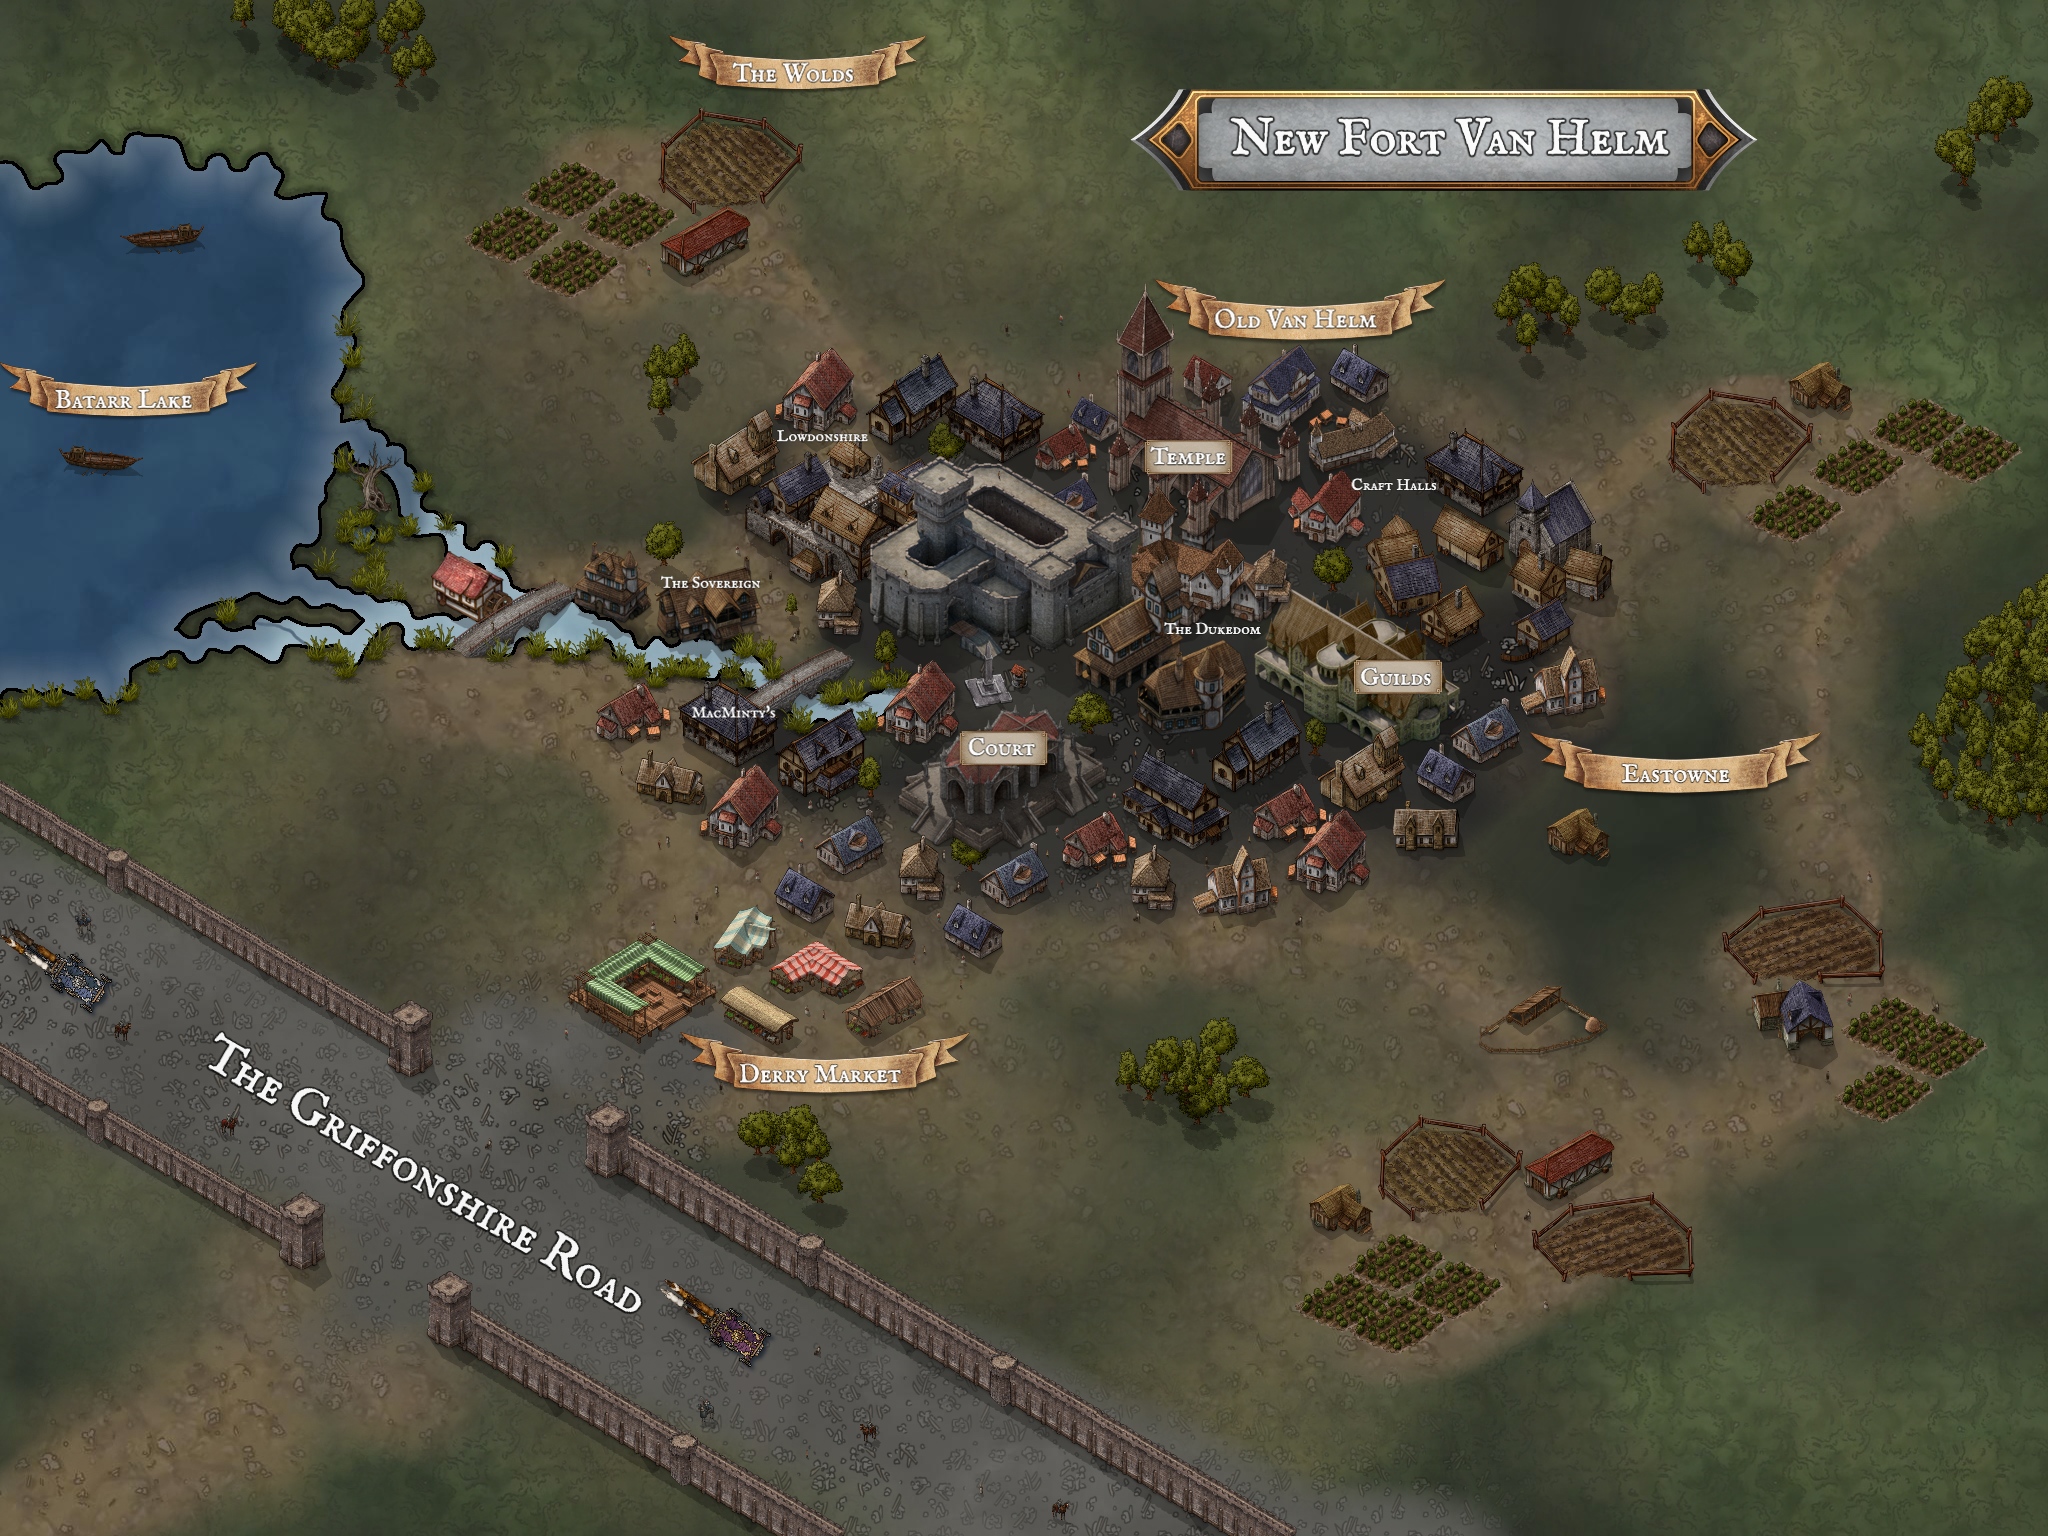 The Wolds
New Fort Van Helm
Old Van Helm
Batarr Lake
Lowdonshire
Temple
Craft Halls
The Sovereign
The Dukedom
Guilds
MacMinty's
Court
Eastowne
Derry Market
The Griffonshire Road